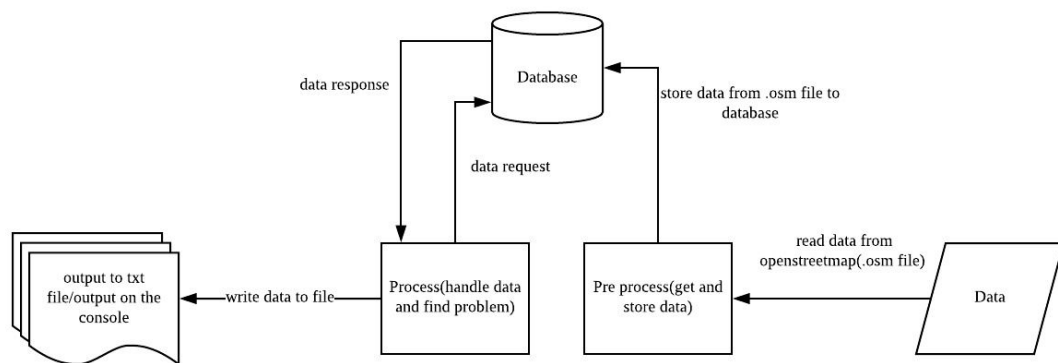 Database
data response
store data from .osm file to
database
data request
read data from
openstreetmap(.osm file)
output to txt
file/output on the
console
write data to file
Process(handle data
and find problem)
Pre process(get and
store data)
Data